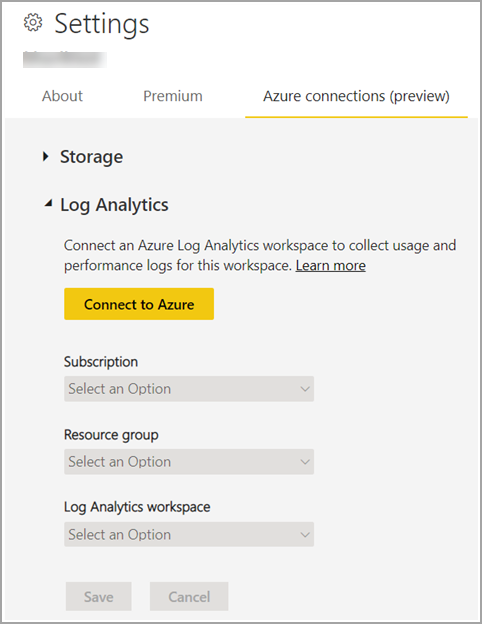 Settings
About Premium Azure connections (preview)
Storage
Log Analytics
Connect an Azure Log Analytics workspace to collect usage and
performance logs for this workspace. Learn more
Connect to Azure
Subscription
Select an Option
Resource group
Select an Option
Log Analytics workspace
Select an Option
Save Cancel